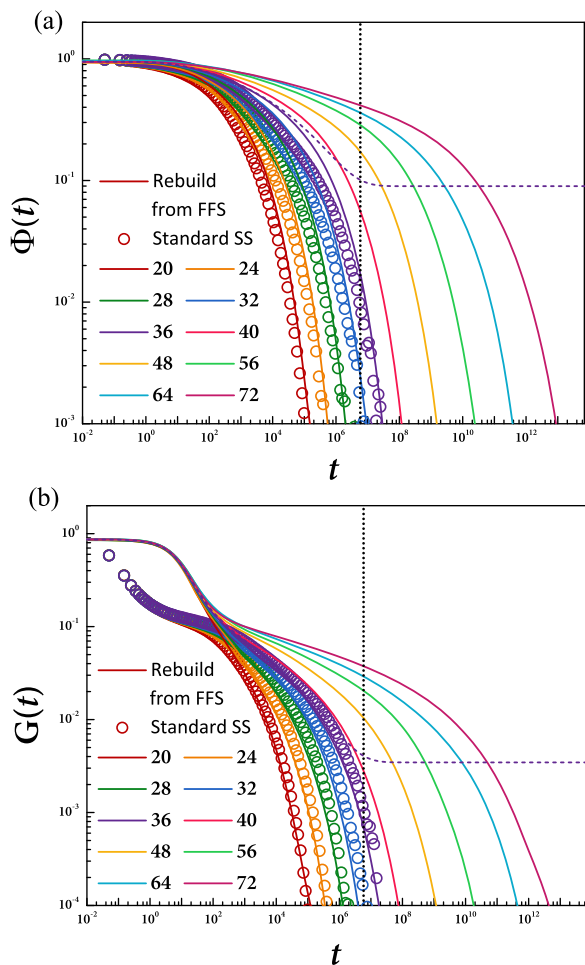 (a)
10⁰
10⁻¹
10⁻²
10⁻³
Φ(t)
Rebuild
from FFS
Standard SS
20 24
28 32
36 40
48 56
64 72
10⁻² 10⁰ 10² 10⁴ 10⁶ 10⁸ 10¹⁰ 10¹²
t
(b)
10⁰
10⁻¹
10⁻²
10⁻³
10⁻⁴
G(t)
Rebuild
from FFS
Standard SS
20 24
28 32
36 40
48 56
64 72
10⁻² 10⁰ 10² 10⁴ 10⁶ 10⁸ 10¹⁰ 10¹²
t